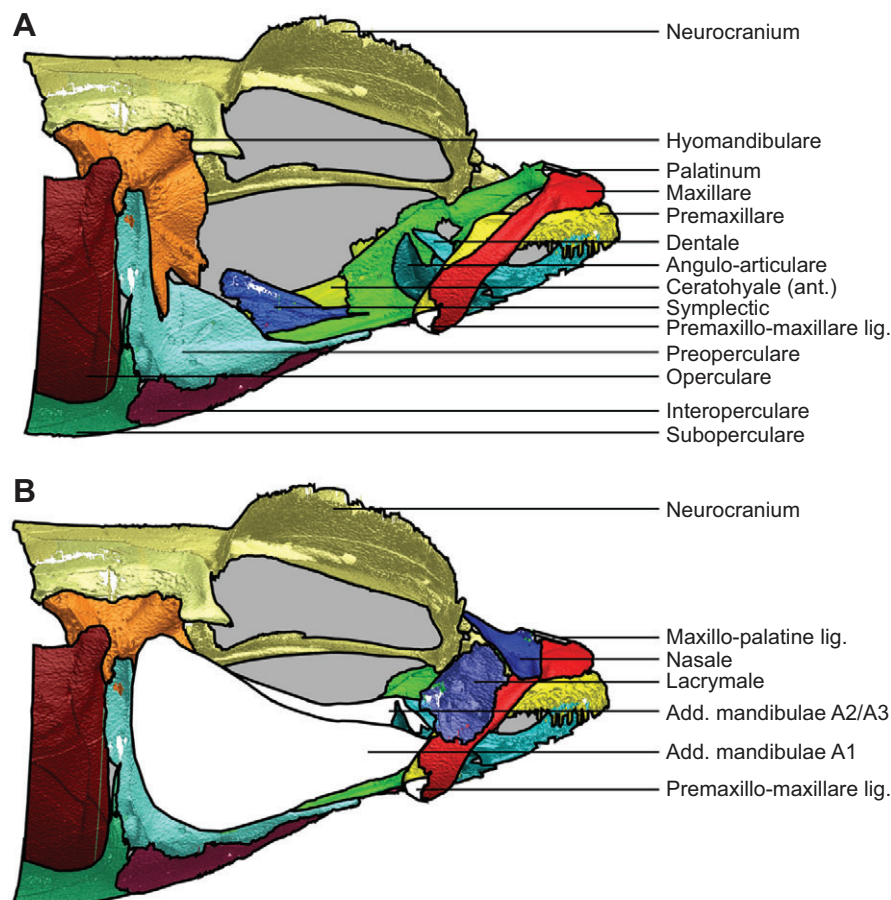 A
Neurocranium
Hyomandibulare
Palatinum
Maxillare
Premaxillare
Dentale
Angulo-articulare
Ceratohyale (ant.)
Symplectic
Premaxillo-maxillare lig.
Preoperculare
Operculare
Interoperculare
Suboperculare
B
Neurocranium
Maxillo-palatine lig.
Nasale
Lacrymale
Add. mandibulae A2/A3
Add. mandibulae A1
Premaxillo-maxillare lig.